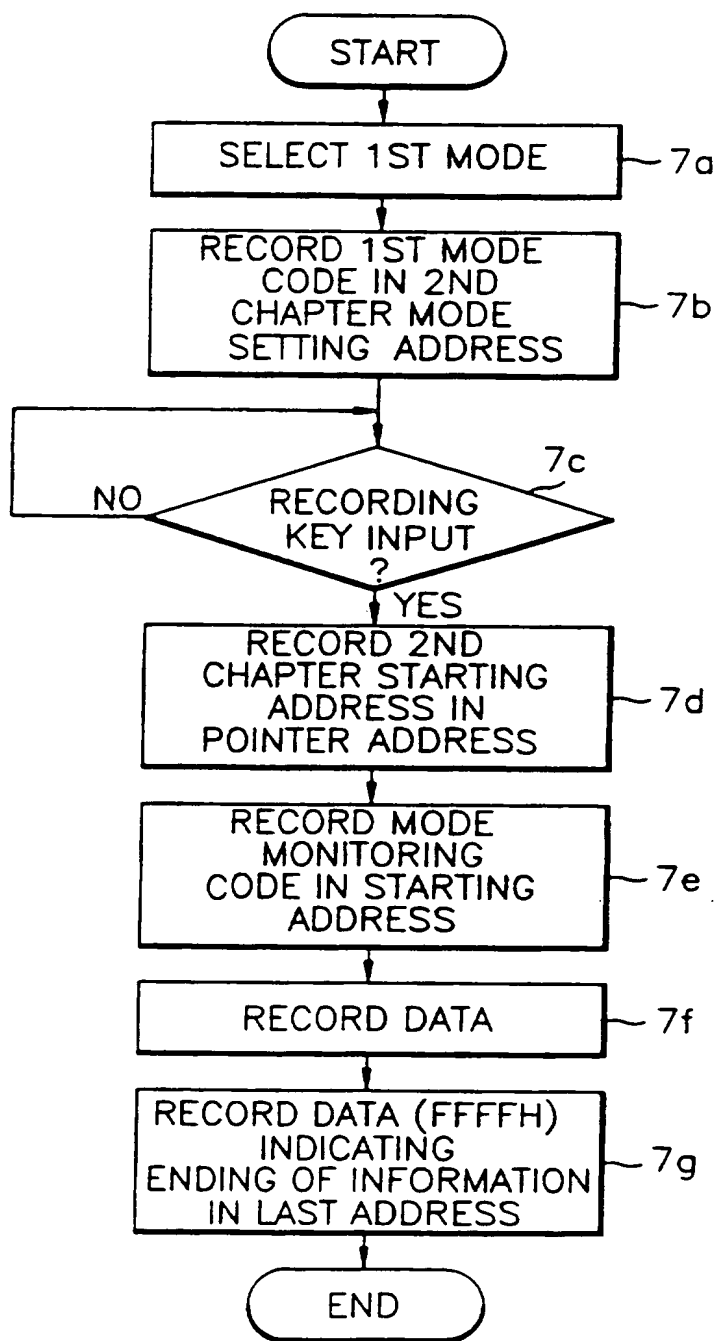 START
SELECT 1ST MODE
7a
RECORD 1ST MODE
CODE IN 2ND
CHAPTER MODE
SETTING ADDRESS
7b
7c
NO
RECORDING
KEY INPUT
?
YES
RECORD 2ND
CHAPTER STARTING
ADDRESS IN
POINTER ADDRESS
7d
RECORD MODE
MONITORING
CODE IN STARTING
ADDRESS
7e
RECORD DATA
7f
RECORD DATA (FFFFH)
INDICATING
ENDING OF INFORMATION
IN LAST ADDRESS
7g
END